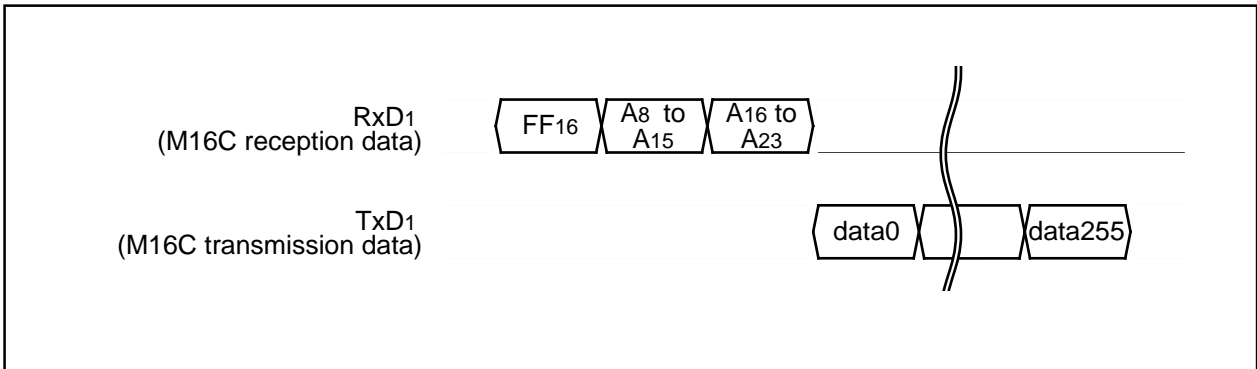 RxD1
(M16C reception data)
FF16
A8 to
A15
A16 to
A23
TxD1
(M16C transmission data)
data0
data255